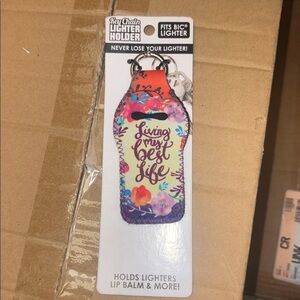 Key Chain
LIGHTER
HOLDER
FITS BIC®
LIGHTER
NEVER LOSE YOUR LIGHTER!
Living
my
best
life
HOLDS LIGHTERS
LIP BALM & MORE!
CR